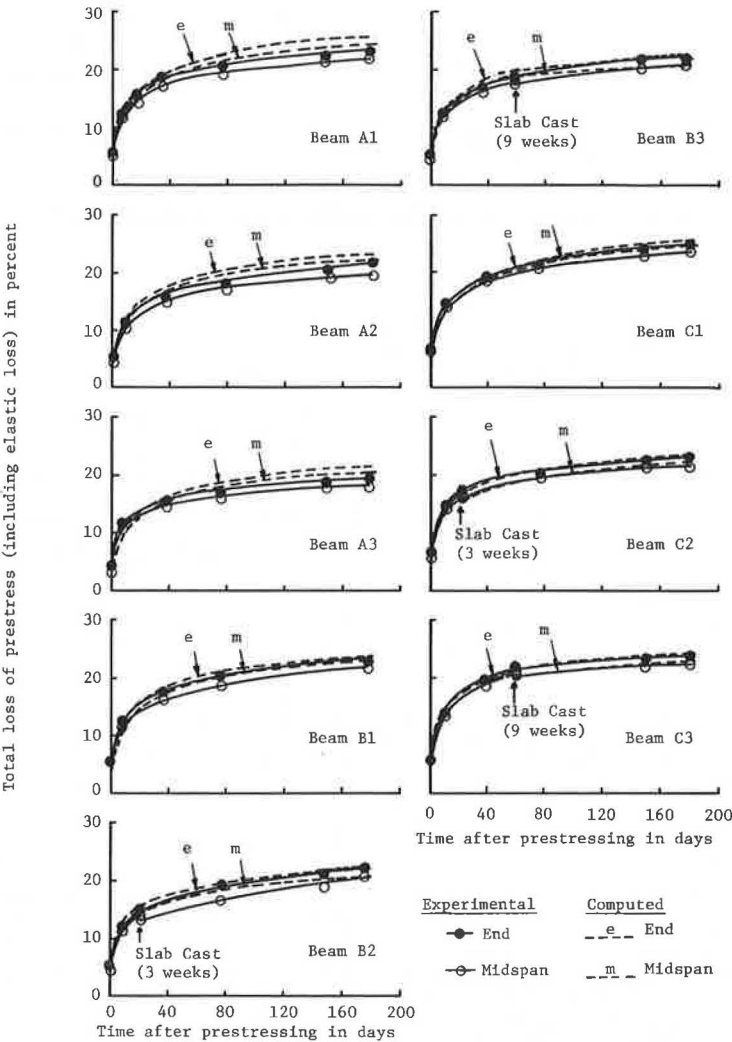 Total loss of prestress (including elastic loss) in percent
30
20
10
0
e
m
Beam A1
30
20
10
0
e
m
Beam A2
30
20
10
0
e
m
Beam A3
30
20
10
0
e
m
Beam B1
30
20
10
0
e
m
Slab Cast
(3 weeks)
Beam B2
0 40 80 120 160 200
Time after prestressing in days
e
m
Slab Cast
(9 weeks)
Beam B3
e
m
Beam C1
e
m
Slab Cast
(3 weeks)
Beam C2
e
m
Slab Cast
(9 weeks)
Beam C3
0 40 80 120 160 200
Time after prestressing in days
Experimental Computed
End e End
Midspan m Midspan